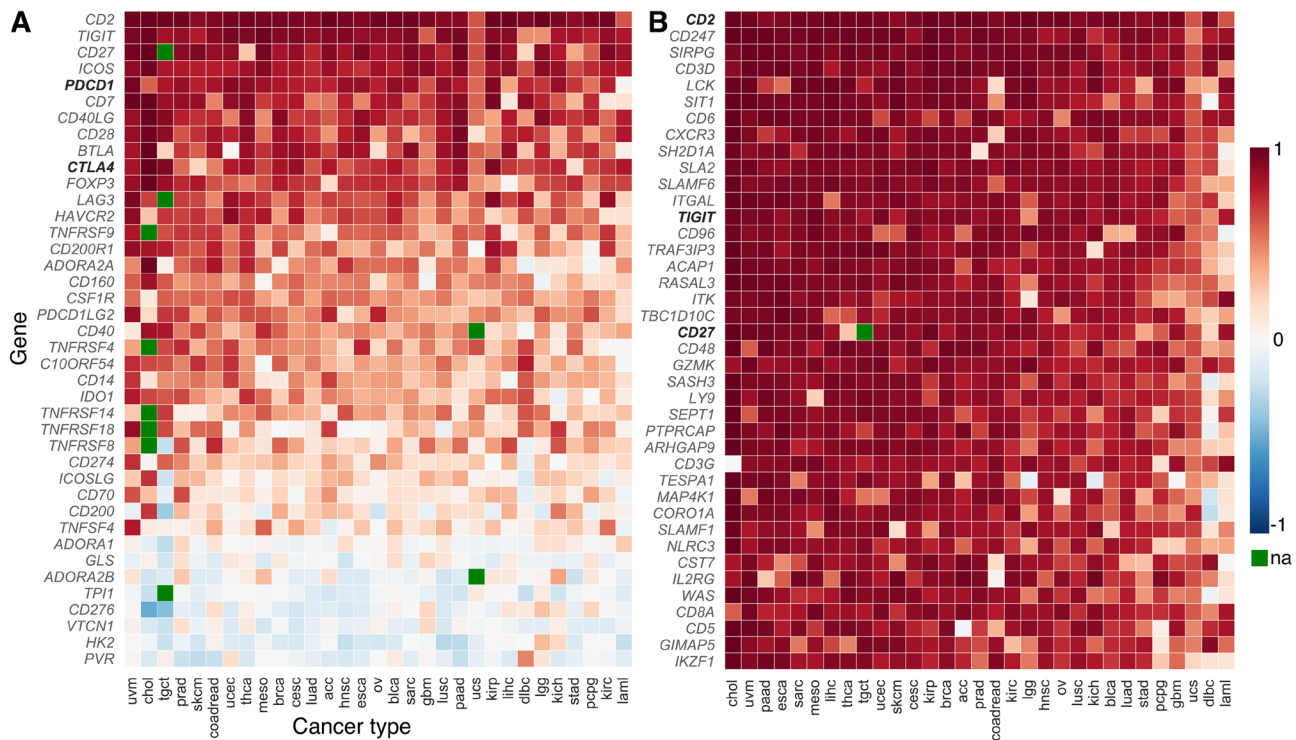 A
B
CD2
TIGIT
CD27
ICOS
PDCD1
CD7
CD40LG
CD28
BTLA
CTLA4
FOXP3
LAG3
HAVCR2
TNFRSF9
CD200R1
ADORA2A
CD160
CSF1R
PDCD1LG2
CD40
TNFRSF4
C10ORF54
CD14
IDO1
TNFRSF14
TNFRSF18
TNFRSF8
CD274
ICOSLG
CD70
CD200
TNFSF4
ADORA1
GLS
ADORA2B
TPI1
CD276
VTCN1
HK2
PVR
Gene
uvm
chol
tgct
prad
skcm
coadread
ucec
thca
meso
brca
cesc
luad
acc
hnsc
esca
ov
blca
sarc
gbm
lusc
paad
ucs
kirp
lihc
dlbc
lgg
kich
stad
pcpg
kirc
laml
Cancer type
CD2
CD247
SIRPG
CD3D
LCK
SIT1
CD6
CXCR3
SH2D1A
SLA2
SLAMF6
ITGAL
TIGIT
CD96
TRAF3IP3
ACAP1
RASAL3
ITK
TBC1D10C
CD27
CD48
GZMK
SASH3
LY9
SEPT1
PTPRCAP
ARHGAP9
CD3G
TESPA1
MAP4K1
CORO1A
SLAMF1
NLRC3
CST7
IL2RG
WAS
CD8A
CD5
GIMAP5
IKZF1
chol
uvm
paad
esca
sarc
meso
lihc
thca
tgct
ucec
skcm
cesc
kirp
brca
acc
prad
coadread
kirc
lgg
hnsc
ov
lusc
kich
blca
luad
stad
pcpg
gbm
ucs
dlbc
laml
1
0
-1
na